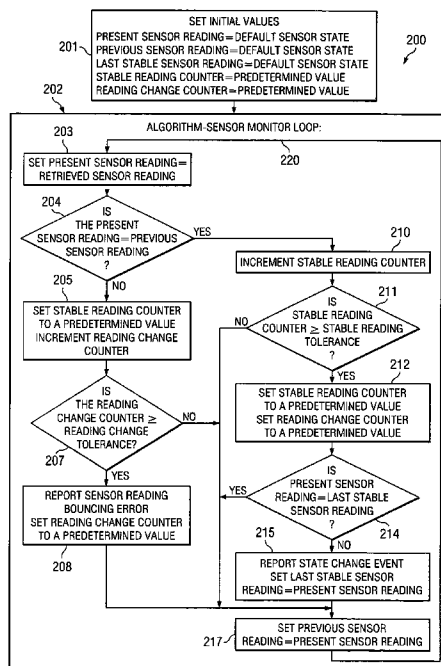 201
SET INITIAL VALUES
PRESENT SENSOR READING=DEFAULT SENSOR STATE
PREVIOUS SENSOR READING=DEFAULT SENSOR STATE
LAST STABLE SENSOR READING=DEFAULT SENSOR STATE
STABLE READING COUNTER=PREDETERMINED VALUE
READING CHANGE COUNTER=PREDETERMINED VALUE
200
202
ALGORITHM-SENSOR MONITOR LOOP:
203
220
SET PRESENT SENSOR READING=
RETRIEVED SENSOR READING
204
IS
THE PRESENT
SENSOR READING=PREVIOUS
SENSOR READING
?
YES
NO
210
INCREMENT STABLE READING COUNTER
205
SET STABLE READING COUNTER
TO A PREDETERMINED VALUE
INCREMENT READING CHANGE
COUNTER
211
IS
STABLE READING
COUNTER ≥ STABLE READING
TOLERANCE
?
NO
YES
212
SET STABLE READING COUNTER
TO A PREDETERMINED VALUE
SET READING CHANGE COUNTER
TO A PREDETERMINED VALUE
IS
THE READING
CHANGE COUNTER ≥
READING CHANGE
TOLERANCE?
207
NO
YES
IS
PRESENT SENSOR
READING=LAST STABLE
SENSOR READING
?
214
YES
NO
REPORT SENSOR READING
BOUNCING ERROR
SET READING CHANGE COUNTER
TO A PREDETERMINED VALUE
208
215
REPORT STATE CHANGE EVENT
SET LAST STABLE SENSOR
READING=PRESENT SENSOR READING
217
SET PREVIOUS SENSOR
READING=PRESENT SENSOR READING